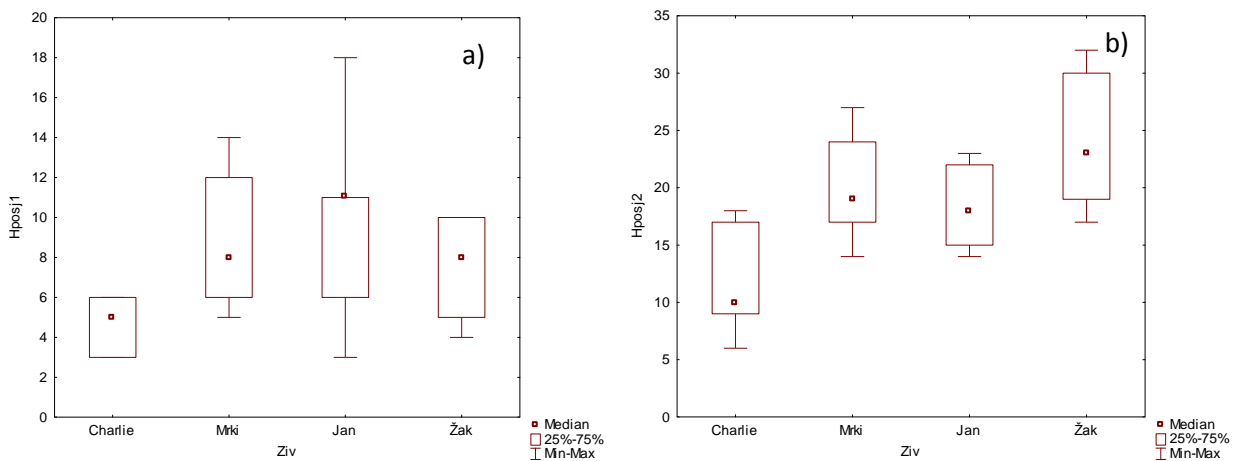 a)
20
18
16
14
12
10
8
6
4
2
0
Hposj1
Charlie Mrki Jan Žak
Ziv
Median
25%-75%
Min-Max
b)
35
30
25
20
15
10
5
0
Hposj2
Charlie Mrki Jan Žak
Ziv
Median
25%-75%
Min-Max